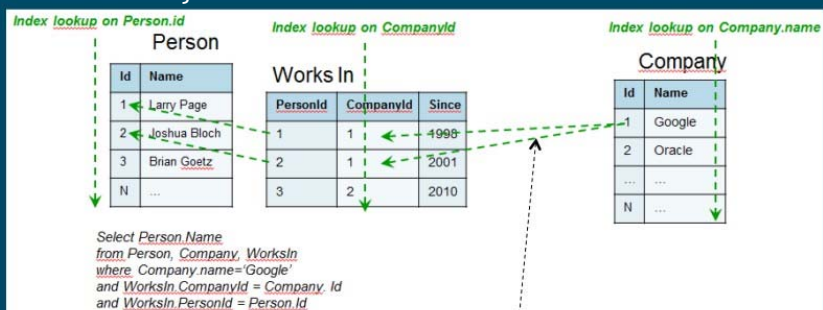 Index lookup on Person.id
Index lookup on CompanyId
Index lookup on Company.name
Person
Id Name
1 Larry Page
2 Joshua Bloch
3 Brian Goetz
N ...
Works In
PersonId CompanyId Since
1 1 1998
2 1 2001
3 2 2010
Company
Id Name
1 Google
2 Oracle
... ...
N ...
Select Person.Name
from Person, Company, WorksIn
where Company.name='Google'
and WorksIn.CompanyId = Company. Id
and WorksIn.PersonId = Person.Id